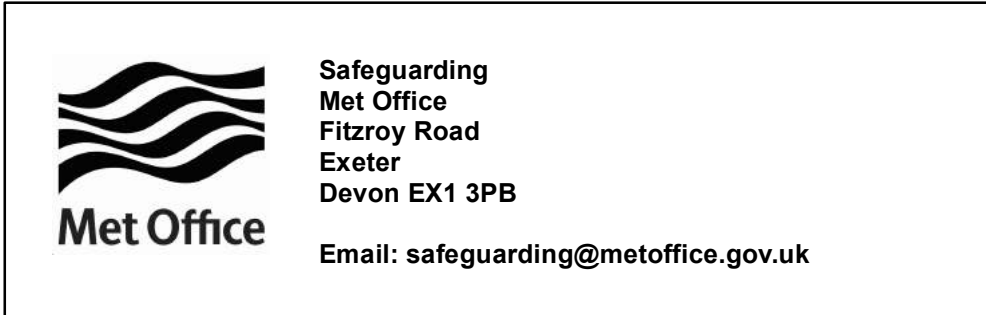 Safeguarding
Met Office
Fitzroy Road
Exeter
Devon EX1 3PB
Email: safeguarding@metoffice.gov.uk
Met Office